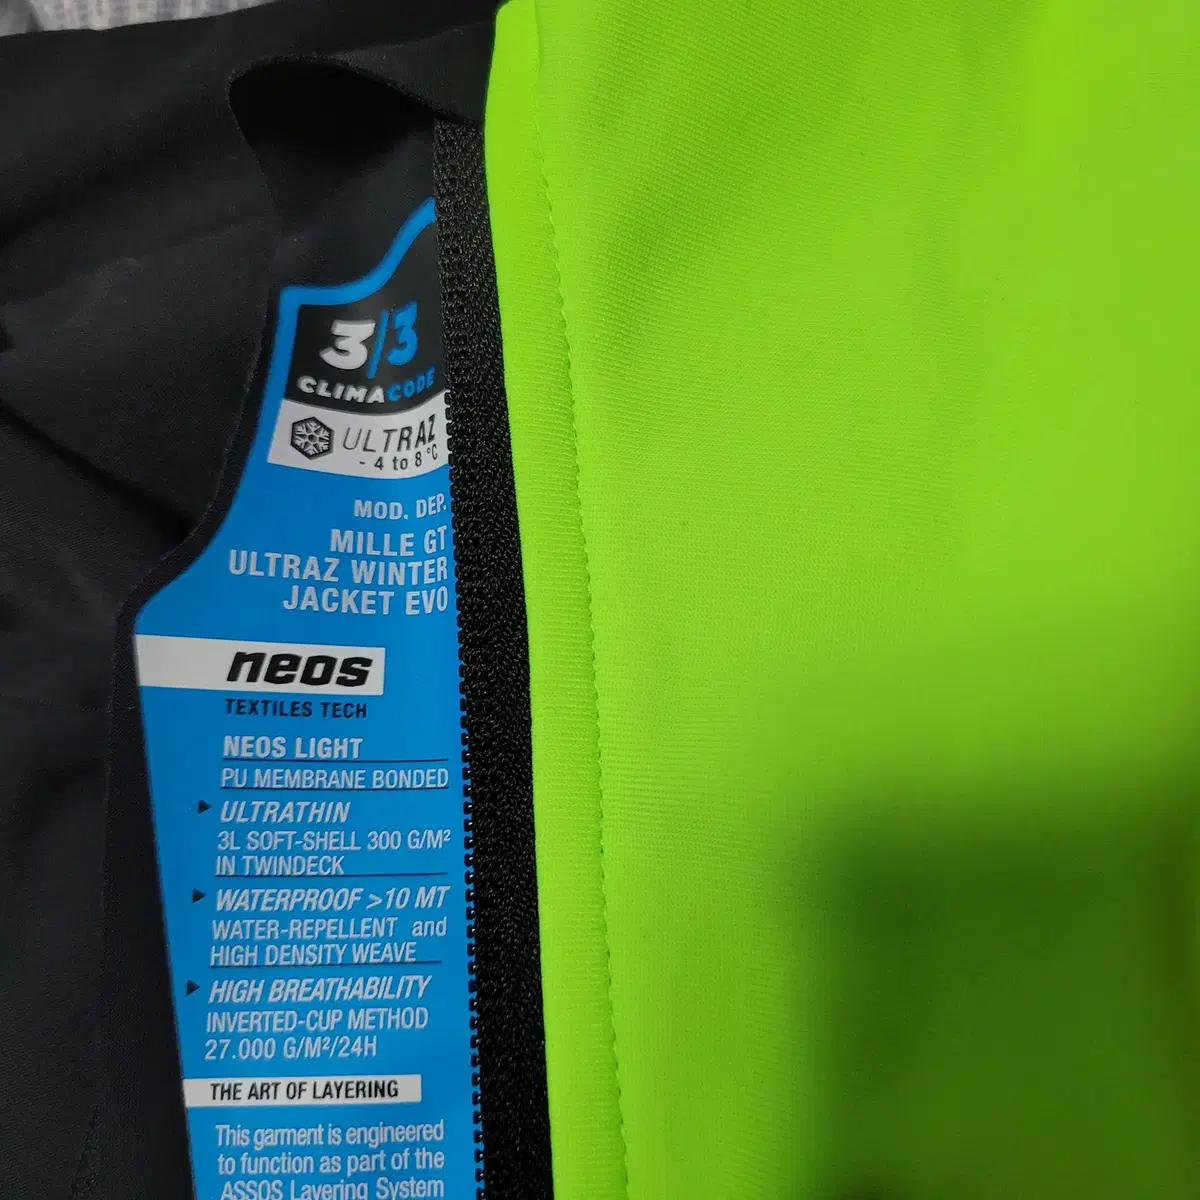 3/3
CLIMACODE
ULTRAZ
- 4 to 8 °C
MOD. DEP.
MILLE GT
ULTRAZ WINTER
JACKET EVO
neos
TEXTILES TECH
NEOS LIGHT
PU MEMBRANE BONDED
ULTRATHIN
3L SOFT-SHELL 300 G/M²
IN TWINDECK
WATERPROOF >10 MT
WATER-REPELLENT and
HIGH DENSITY WEAVE
HIGH BREATHABILITY
INVERTED-CUP METHOD
27.000 G/M²/24H
THE ART OF LAYERING
This garment is engineered
to function as part of the
ASSOS Layering System